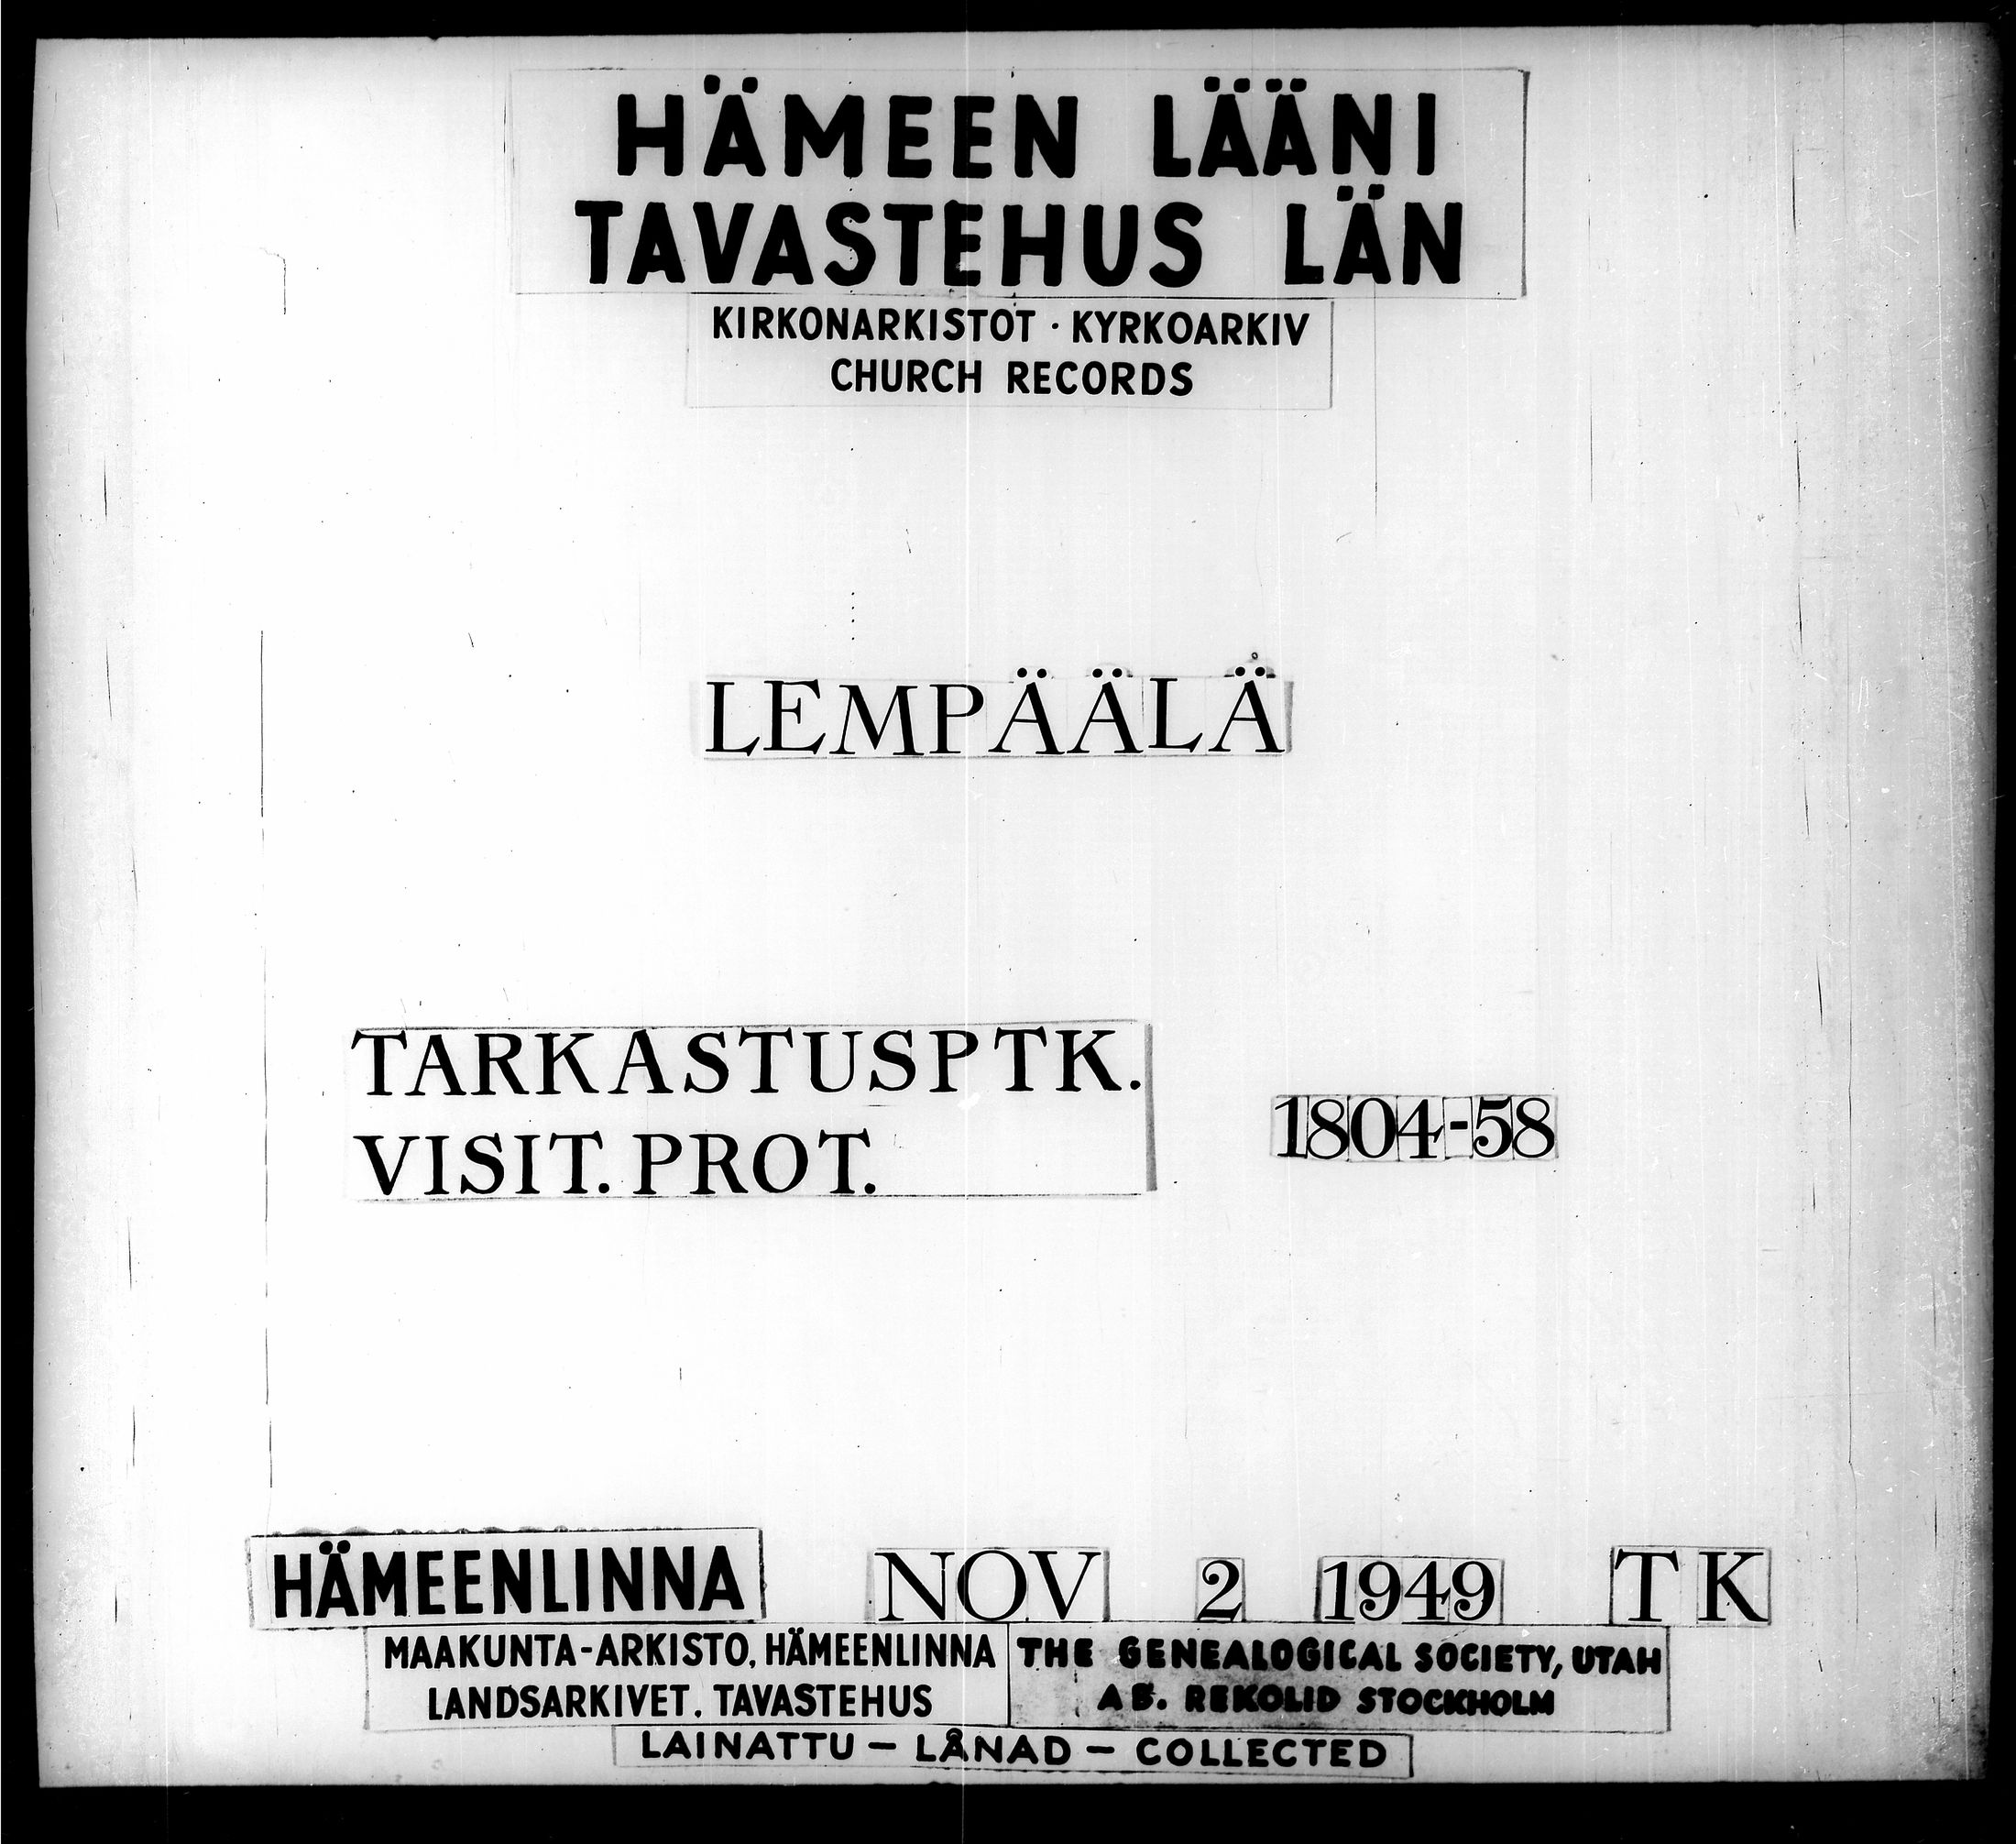 HÄMEEN LÄÄNI
TAVASTEHUS LÄN
KIRKONARKISTOT · KYRKOARKIV
CHURCH RECORDS
LEMPÄÄLÄ
TARKASTUSPTK.
VISIT. PROT.
1804-58
HÄMEENLINNA NOV 2 1949 TK
MAAKUNTA-ARKISTO, HÄMEENLINNA
LANDSARKIVET. TAVASTEHUS
THE GENEALOGICAL SOCIETY, UTAH
AB. REKOLID STOCKHOLM
LAINATTU – LÅNAD – COLLECTED